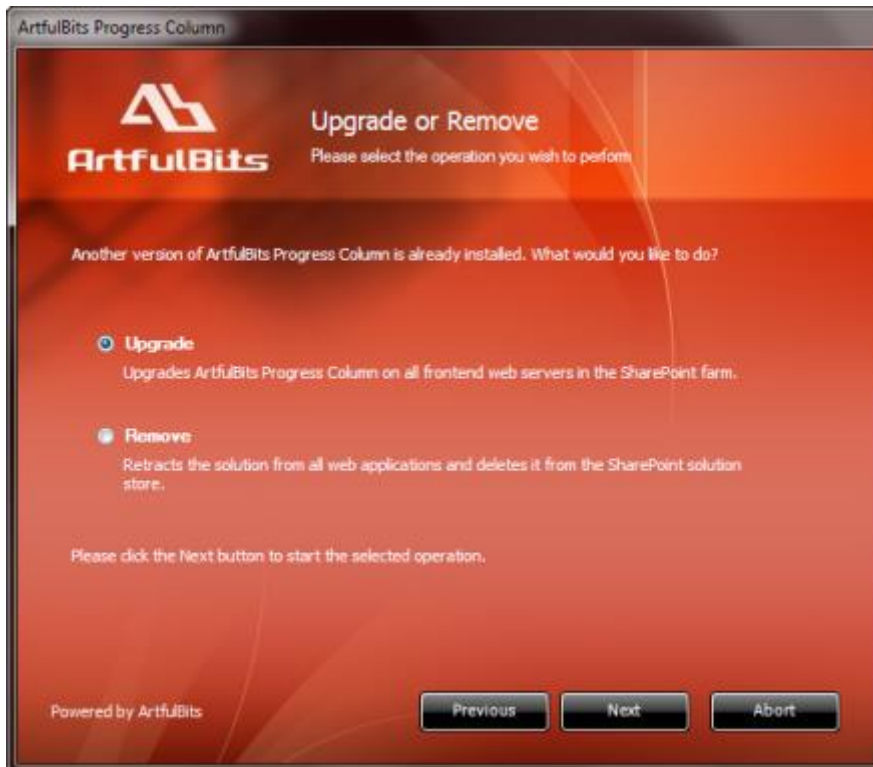 ArtfulBits Progress Column
ArtfulBits
Upgrade or Remove
Please select the operation you wish to perform
Another version of ArtfulBits Progress Column is already installed. What would you like to do?
Upgrade
Upgrades ArtfulBits Progress Column on all frontend web servers in the SharePoint farm.
Remove
Retracts the solution from all web applications and deletes it from the SharePoint solution
store.
Please click the Next button to start the selected operation.
Powered by ArtfulBits
Previous
Next
Abort